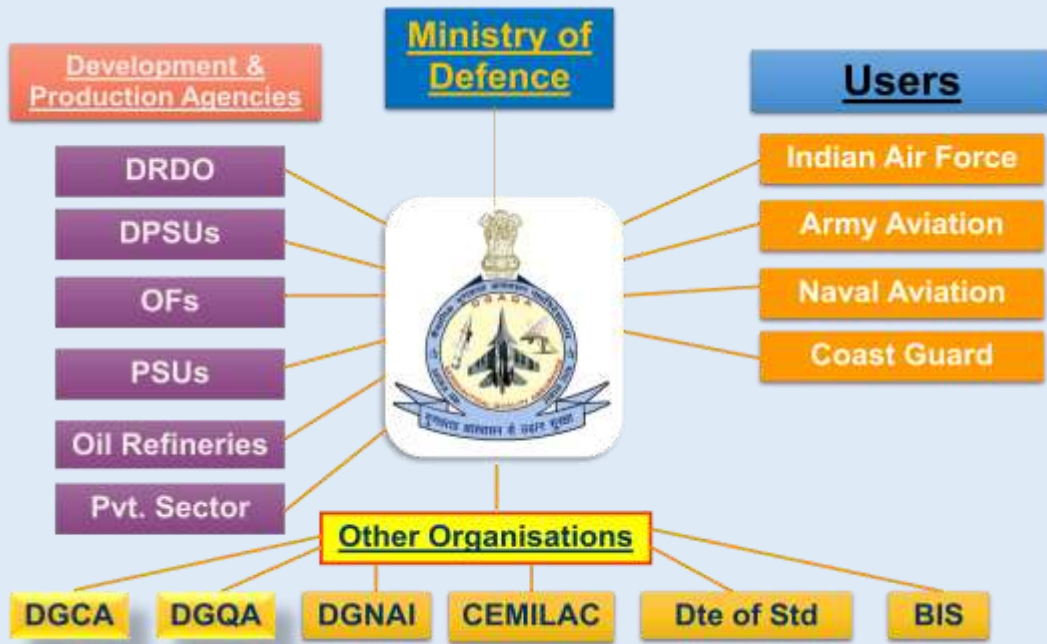 Ministry of
Defence
Development &
Production Agencies
Users
DRDO
DPSUs
OFs
PSUs
Oil Refineries
Pvt. Sector
Indian Air Force
Army Aviation
Naval Aviation
Coast Guard
DGAQA
Other Organisations
DGCA
DGQA
DGNAI
CEMILAC
Dte of Std
BIS